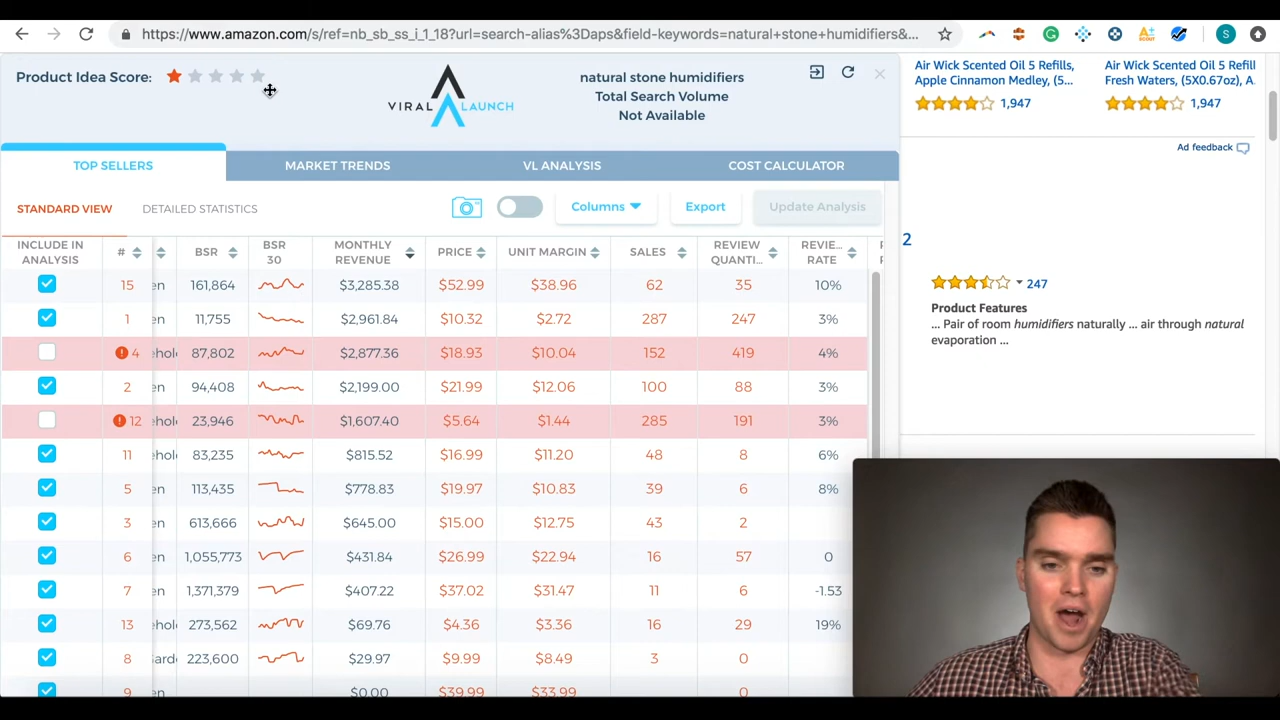 https://www.amazon.com/s/ref=nb_sb_ss_i_1_18?url=search-alias%3Daps&field-keywords=natural+stone+humidifiers&...
S
Product Idea Score:
VIRAL LAUNCH
natural stone humidifiers
Total Search Volume
Not Available
TOP SELLERS MARKET TRENDS VL ANALYSIS COST CALCULATOR
STANDARD VIEW DETAILED STATISTICS Columns Export Update Analysis
INCLUDE IN ANALYSIS # BSR BSR 30 MONTHLY REVENUE PRICE UNIT MARGIN SALES REVIEW QUANTI... REVIE... RATE
15 en 161,864 $3,285.38 $52.99 $38.96 62 35 10%
1 en 11,755 $2,961.84 $10.32 $2.72 287 247 3%
4 ehol 87,802 $2,877.36 $18.93 $10.04 152 419 4%
2 en 94,408 $2,199.00 $21.99 $12.06 100 88 3%
12 ehol 23,946 $1,607.40 $5.64 $1.44 285 191 3%
11 ehol 83,235 $815.52 $16.99 $11.20 48 8 6%
5 en 113,435 $778.83 $19.97 $10.83 39 6 8%
3 en 613,666 $645.00 $15.00 $12.75 43 2
6 en 1,055,773 $431.84 $26.99 $22.94 16 57 0
7 en 1,371,379 $407.22 $37.02 $31.47 11 6 -1.53
13 ehol 273,562 $69.76 $4.36 $3.36 16 29 19%
8 ard 223,600 $29.97 $9.99 $8.49 3 0
9 en $0.00 $39.99 $33.99 0
Air Wick Scented Oil 5 Refills,
Apple Cinnamon Medley, (5...
1,947
Air Wick Scented Oil 5 Refill
Fresh Waters, (5X0.67oz), A
1,947
Ad feedback
2
247
Product Features
... Pair of room humidifiers naturally ... air through natural
evaporation ...